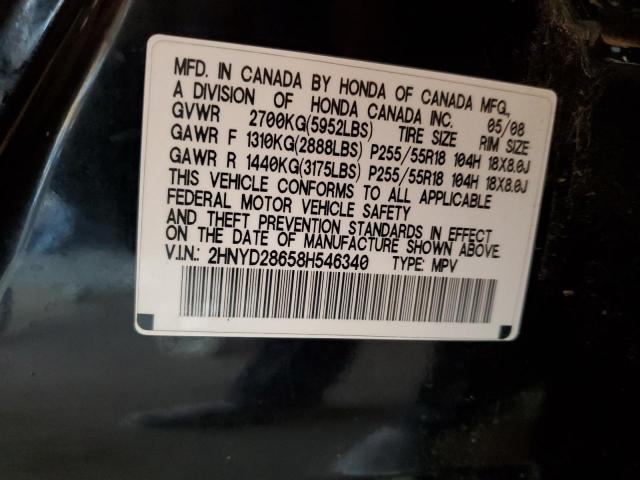 MFD. IN CANADA BY HONDA OF CANADA MFG.,
A DIVISION OF HONDA CANADA INC. 05/08
GVWR 2700KG(5952LBS) TIRE SIZE RIM SIZE
GAWR F 1310KG(2888LBS) P255/55R18 104H 18X8.0J
GAWR R 1440KG(3175LBS) P255/55R18 104H 18X8.0J
THIS VEHICLE CONFORMS TO ALL APPLICABLE
FEDERAL MOTOR VEHICLE SAFETY
AND THEFT PREVENTION STANDARDS IN EFFECT
ON THE DATE OF MANUFACTURE SHOWN ABOVE.
V.I.N.: 2HNYD28658H546340 TYPE: MPV